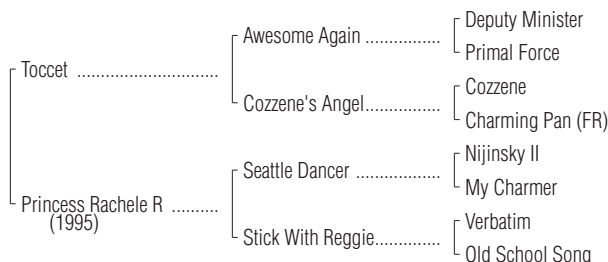 Deputy Minister
Awesome Again ................
Primal Force
Toccet ..............................
Cozzene
Cozzene's Angel................
Charming Pan (FR)
Nijinsky II
Seattle Dancer ..................
My Charmer
Princess Rachele R ..........
(1995)
Verbatim
Stick With Reggie.............
Old School Song